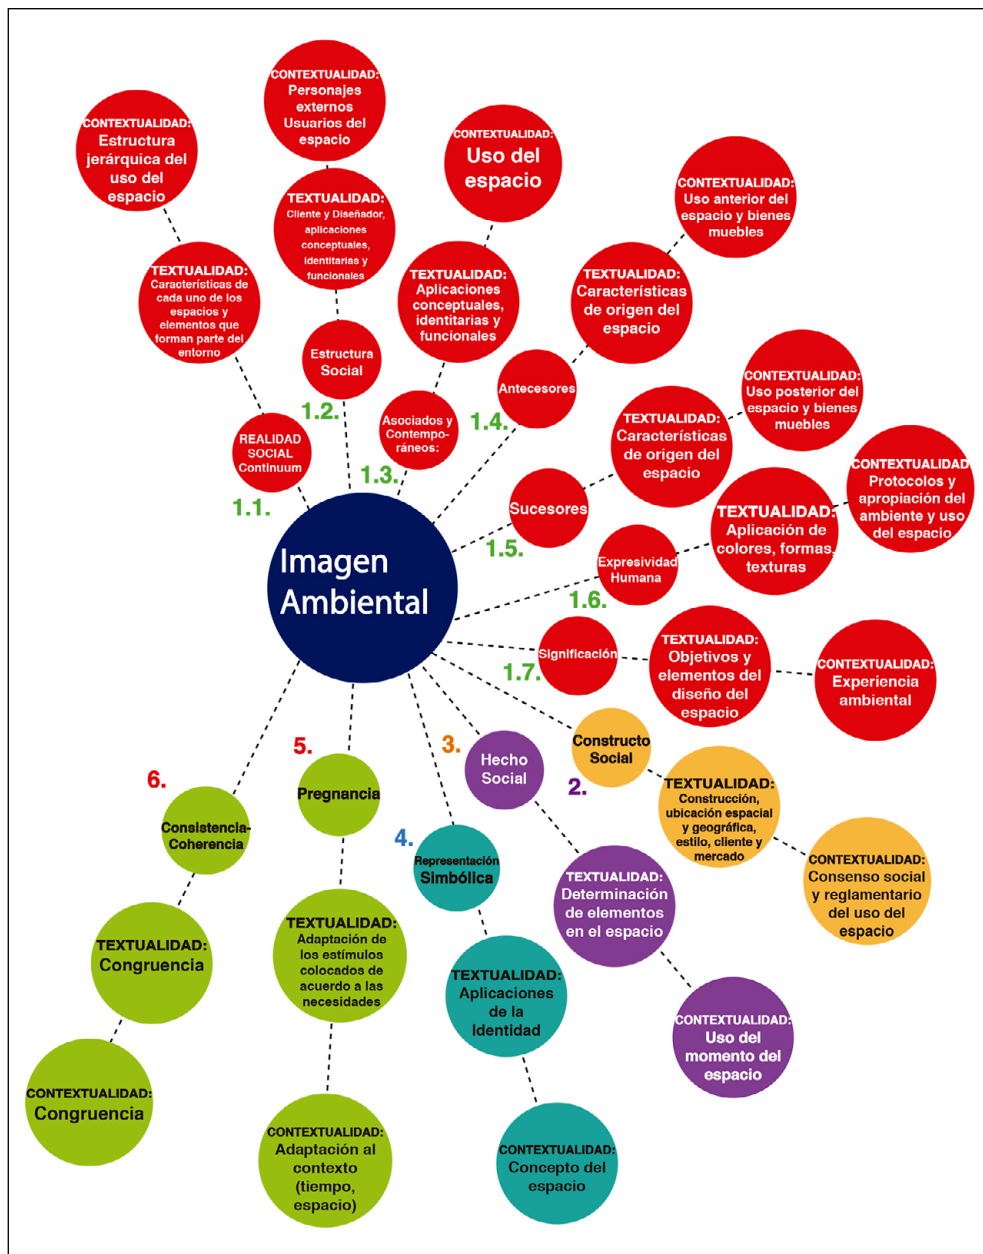 Imagen
Ambiental
1.1.
REALIDAD
SOCIAL
Continuum
TEXTUALIDAD:
Características de
cada uno de los
espacios y
elementos que
forman parte del
entorno
CONTEXTUALIDAD:
Estructura
jerárquica del
uso del
espacio
1.2.
Estructura
Social
TEXTUALIDAD:
Cliente y Diseñador,
aplicaciones
conceptuales,
identitarias y
funcionales
CONTEXTUALIDAD:
Personajes
externos
Usuarios del
espacio
1.3.
Asociados y
Contempo-
ráneos:
TEXTUALIDAD:
Aplicaciones
conceptuales,
identitarias y
funcionales
CONTEXTUALIDAD:
Uso del
espacio
1.4.
Antecesores
TEXTUALIDAD:
Características
de origen del
espacio
CONTEXTUALIDAD:
Uso anterior del
espacio y bienes
muebles
1.5.
Sucesores
TEXTUALIDAD:
Características
de origen del
espacio
CONTEXTUALIDAD:
Uso posterior del
espacio y bienes
muebles
1.6.
Expresividad
Humana
TEXTUALIDAD:
Aplicación de
colores, formas,
texturas
CONTEXTUALIDAD:
Protocolos y
apropiación del
ambiente y uso
del espacio
1.7.
Significación
TEXTUALIDAD:
Objetivos y
elementos del
diseño del
espacio
CONTEXTUALIDAD:
Experiencia
ambiental
2.
Constructo
Social
TEXTUALIDAD:
Construcción,
ubicación espacial
y geográfica,
estilo, cliente y
mercado
CONTEXTUALIDAD:
Consenso social
y reglamentario
del uso del
espacio
3.
Hecho
Social
TEXTUALIDAD:
Determinación
de elementos
en el espacio
CONTEXTUALIDAD:
Uso del
momento del
espacio
4.
Representación
Simbólica
TEXTUALIDAD:
Aplicaciones
de la
Identidad
CONTEXTUALIDAD:
Concepto del
espacio
5.
Pregnancia
TEXTUALIDAD:
Adaptación de
los estímulos
colocados de
acuerdo a las
necesidades
CONTEXTUALIDAD:
Adaptación al
contexto
(tiempo,
espacio)
6.
Consistencia-
Coherencia
TEXTUALIDAD:
Congruencia
CONTEXTUALIDAD:
Congruencia